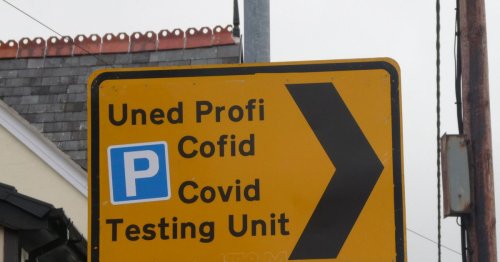 Uned Profi
P Cofid
Covid
Testing Unit